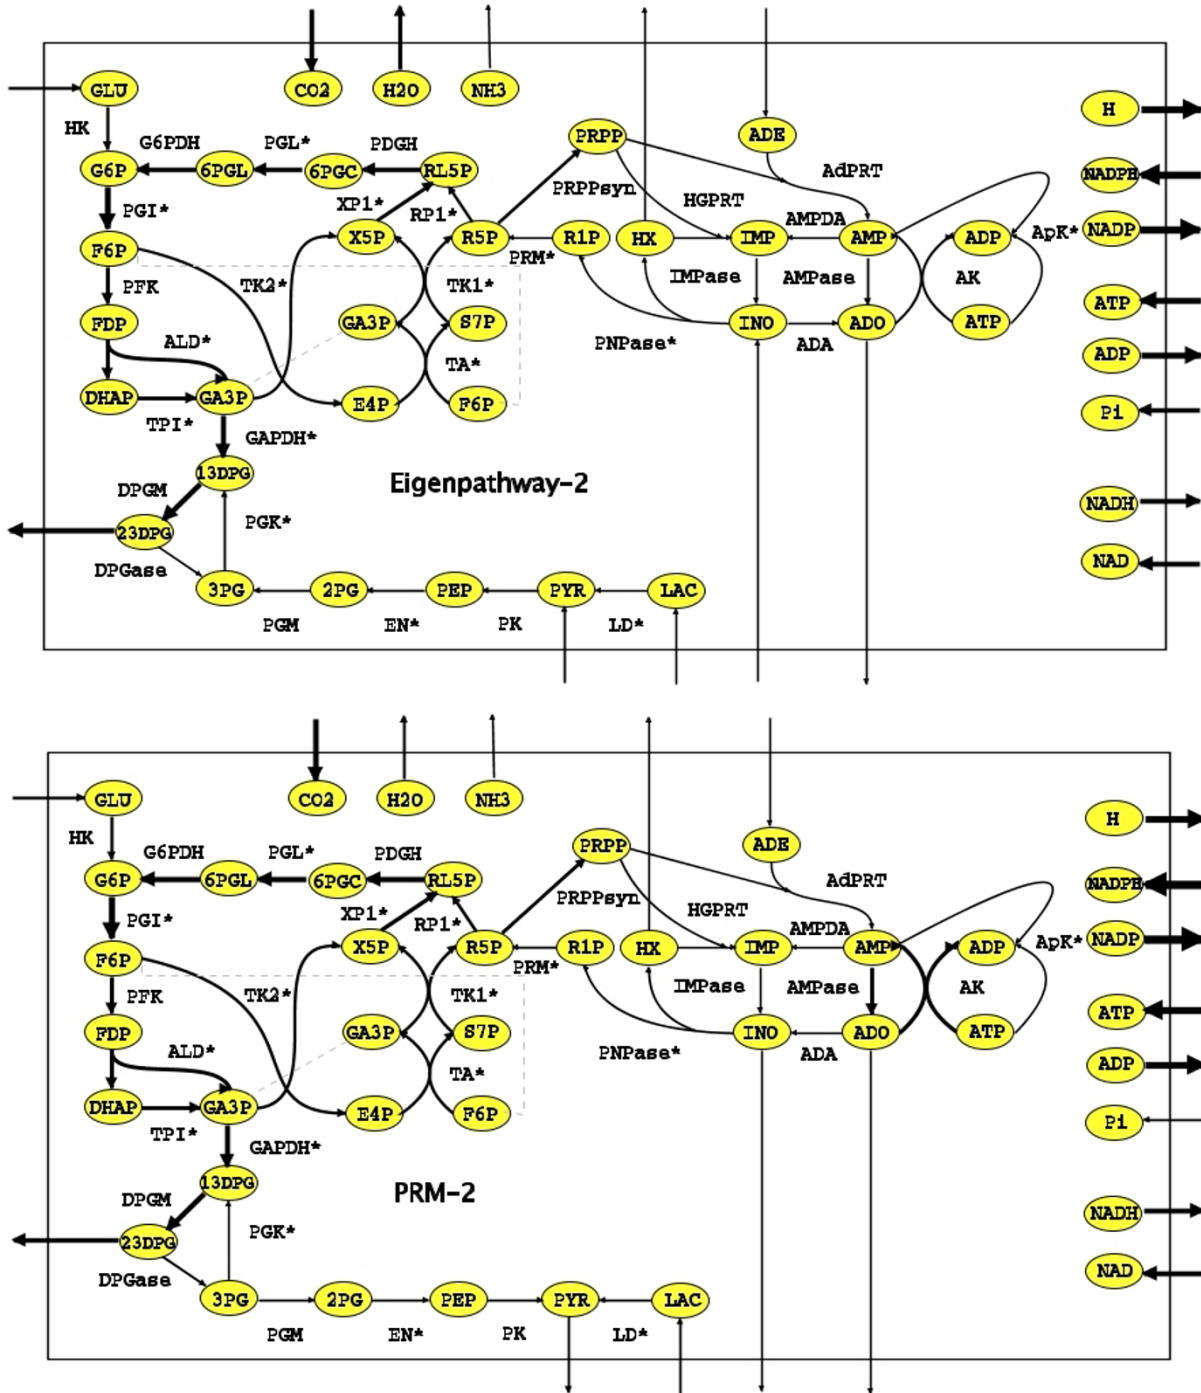 CO2 H2O NH3
GLU
H
HK G6PDH PGL* PDGH PRPP ADE
G6P 6PGL 6PGC RL5P AdPRT NADPH
PGI* XP1* RP1* PRPPsyn HGPRT AMPDA
F6P X5P R5P R1P HX IMP AMP ADP ApK* NADP
PRM*
PFK TK2* TK1* IMPase AMPase AK
ATP
FDP GA3P S7P INO ADO ATP
ALD* PNPase* ADA
ADP
TA*
DHAP GA3P E4P F6P
Pi
TPI* GAPDH*
13DPG
DPGM Eigenpathway-2
NADH
23DPG PGK*
DPGase
NAD
3PG 2PG PEP PYR LAC
PGM EN* PK LD*
GLU CO2 H2O NH3
H
HK G6PDH PGL* PDGH PRPP ADE
G6P 6PGL 6PGC RL5P AdPRT NADPH
PGI* XP1* RP1* PRPPsyn HGPRT AMPDA
F6P X5P R5P R1P HX IMP AMP ADP ApK* NADP
PRM*
PFK TK2* TK1* IMPase AMPase AK
ATP
FDP GA3P S7P INO ADO ATP
ALD* PNPase* ADA
ADP
TA*
DHAP GA3P E4P F6P
Pi
TPI* GAPDH*
13DPG
DPGM PRM-2
NADH
23DPG PGK*
DPGase
NAD
3PG 2PG PEP PYR LAC
PGM EN* PK LD*